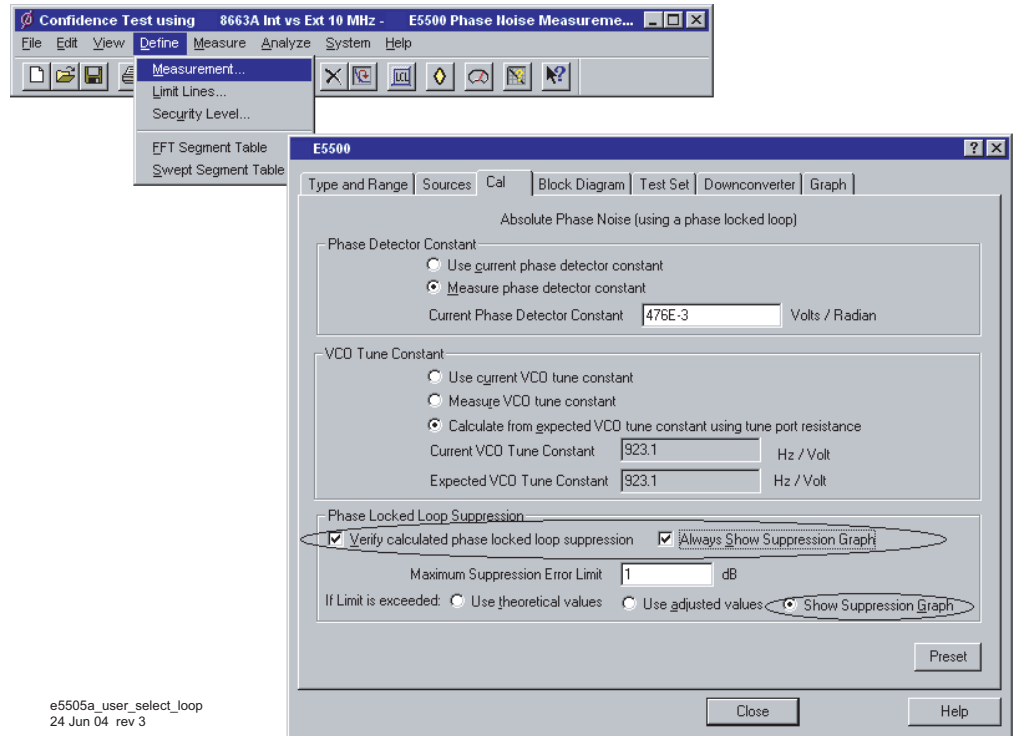 Confidence Test using 8663A Int vs Ext 10 MHz - E5500 Phase Noise Measureme...
File Edit View Define Measure Analyze System Help
Measurement...
Limit Lines...
Security Level...
FFT Segment Table
Swept Segment Table
E5500
Type and Range Sources Cal Block Diagram Test Set Downconverter Graph
Absolute Phase Noise (using a phase locked loop)
Phase Detector Constant
Use current phase detector constant
Measure phase detector constant
Current Phase Detector Constant 476E-3 Volts / Radian
VCO Tune Constant
Use current VCO tune constant
Measure VCO tune constant
Calculate from expected VCO tune constant using tune port resistance
Current VCO Tune Constant 923.1 Hz / Volt
Expected VCO Tune Constant 923.1 Hz / Volt
Phase Locked Loop Suppression
Verify calculated phase locked loop suppression Always Show Suppression Graph
Maximum Suppression Error Limit 1 dB
If Limit is exceeded: Use theoretical values Use adjusted values Show Suppression Graph
Preset
Close Help
e5505a_user_select_loop
24 Jun 04 rev 3